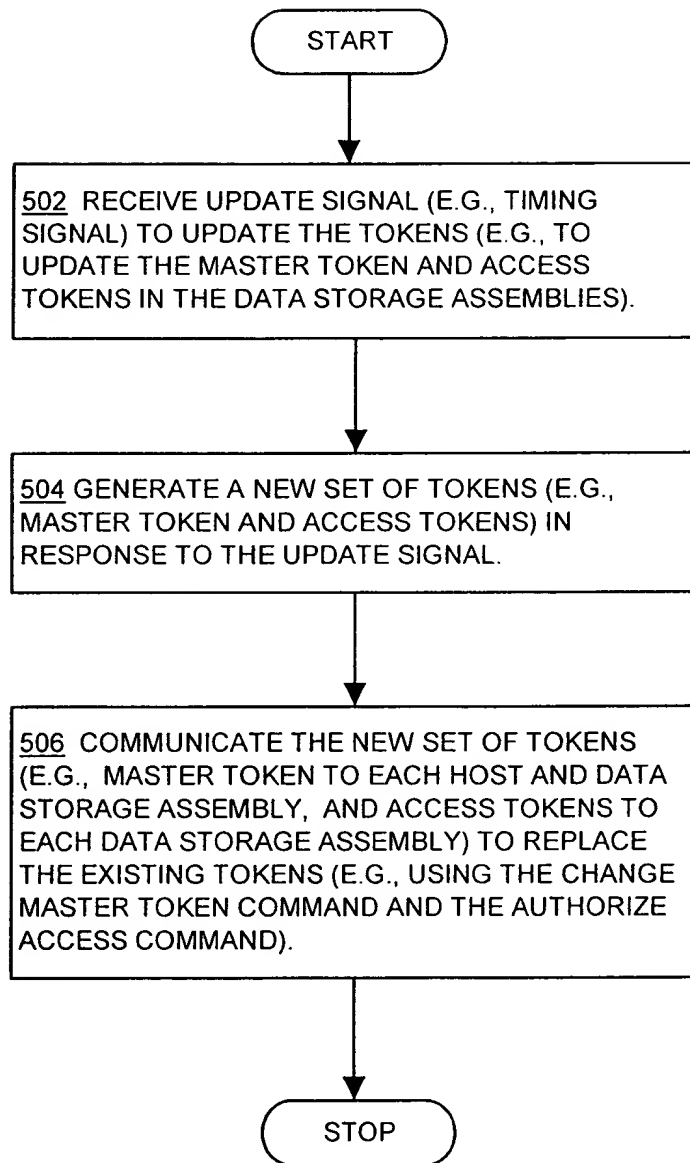 START
502 RECEIVE UPDATE SIGNAL (E.G., TIMING
SIGNAL) TO UPDATE THE TOKENS (E.G., TO
UPDATE THE MASTER TOKEN AND ACCESS
TOKENS IN THE DATA STORAGE ASSEMBLIES).
504 GENERATE A NEW SET OF TOKENS (E.G.,
MASTER TOKEN AND ACCESS TOKENS) IN
RESPONSE TO THE UPDATE SIGNAL.
506 COMMUNICATE THE NEW SET OF TOKENS
(E.G., MASTER TOKEN TO EACH HOST AND DATA
STORAGE ASSEMBLY, AND ACCESS TOKENS TO
EACH DATA STORAGE ASSEMBLY) TO REPLACE
THE EXISTING TOKENS (E.G., USING THE CHANGE
MASTER TOKEN COMMAND AND THE AUTHORIZE
ACCESS COMMAND).
STOP